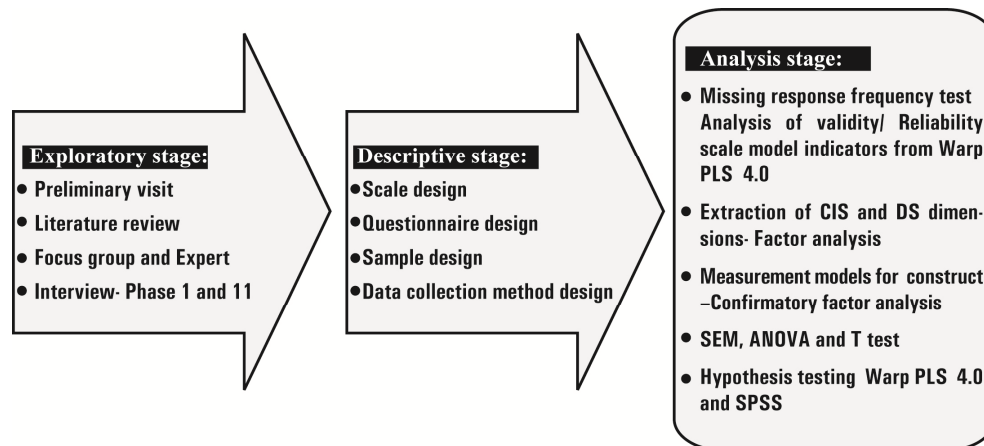 Exploratory stage:
● Preliminary visit
● Literature review
● Focus group and Expert
● Interview- Phase 1 and 11
Descriptive stage:
● Scale design
● Questionnaire design
● Sample design
● Data collection method design
Analysis stage:
● Missing response frequency test
Analysis of validity/ Reliability
scale model indicators from Warp
PLS 4.0
● Extraction of CIS and DS dimen-
sions- Factor analysis
● Measurement models for construct
–Confirmatory factor analysis
● SEM, ANOVA and T test
● Hypothesis testing Warp PLS 4.0
and SPSS